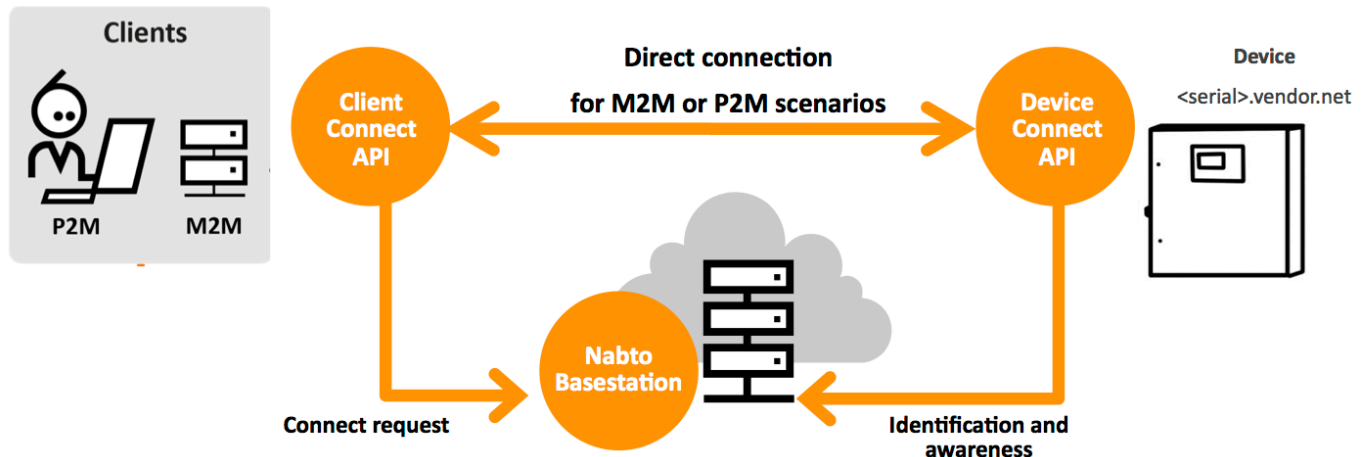 Clients
P2M
M2M
Client
Connect
API
Direct connection
for M2M or P2M scenarios
Device
Connect
API
Device
<serial>.vendor.net
Nabto
Basestation
Connect request
Identification and
awareness